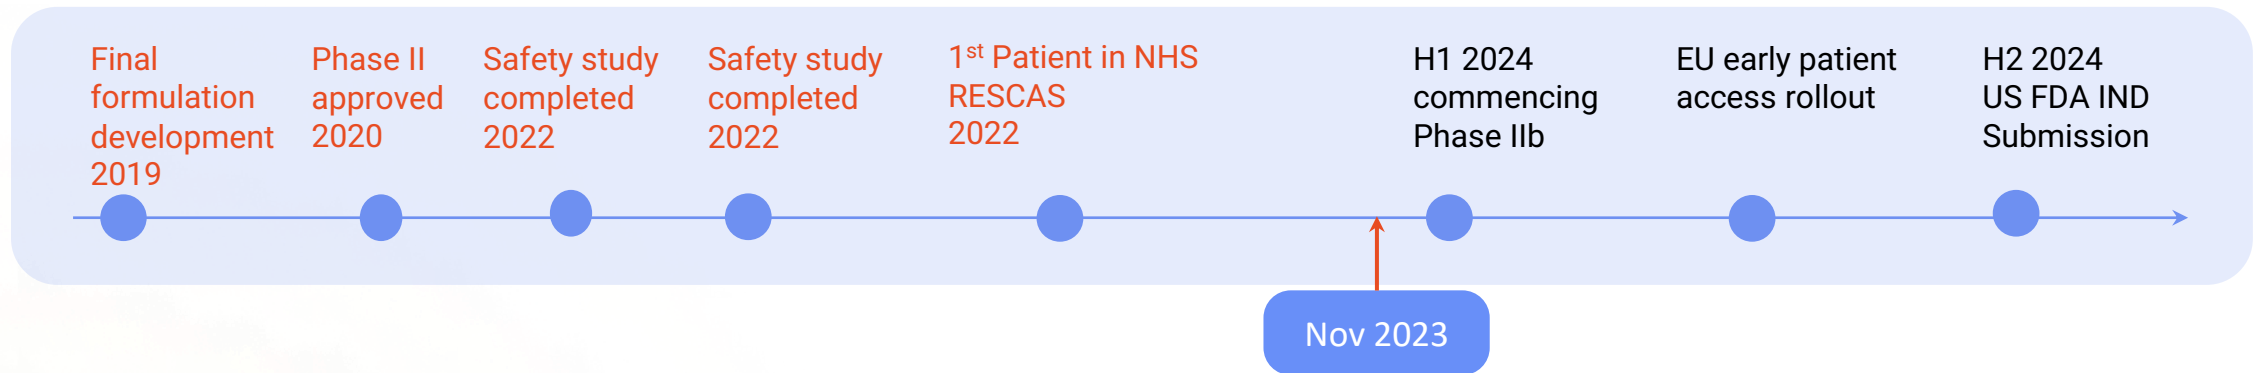 Final
formulation
development
2019
Phase II
approved
2020
Safety study
completed
2022
Safety study
completed
2022
1st Patient in NHS
RESCAS
2022
H1 2024
commencing
Phase IIb
EU early patient
access rollout
H2 2024
US FDA IND
Submission
Nov 2023